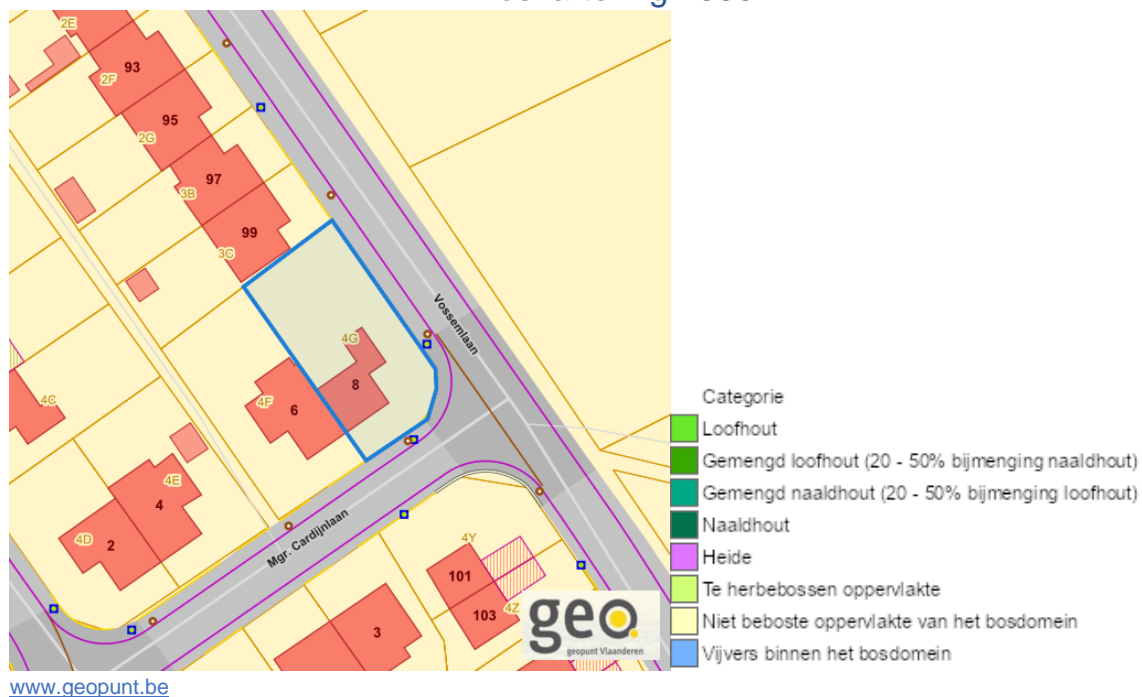 2E
93
2F
95
2G
97
3B
99
3C
Vossemlaan
4G
8
4C
4F
6
4E
4
4D
2
Mgr. Cardijnlaan
4Y
101
103
4Z
3
geo.
geopunt Vlaanderen
Categorie
Loofhout
Gemengd loofhout (20 - 50% bijmenging naaldhout)
Gemengd naaldhout (20 - 50% bijmenging loofhout)
Naaldhout
Heide
Te herbebossen oppervlakte
Niet beboste oppervlakte van het bosdomein
Vijvers binnen het bosdomein
www.geopunt.be